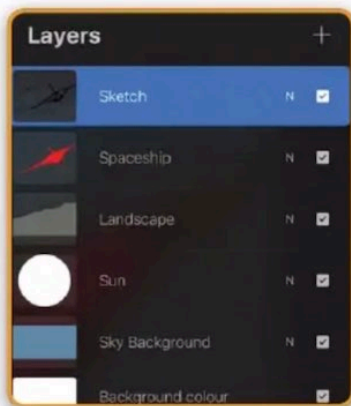 Layers +
Sketch N
Spaceship N
Landscape N
Sun N
Sky Background N
Background colour